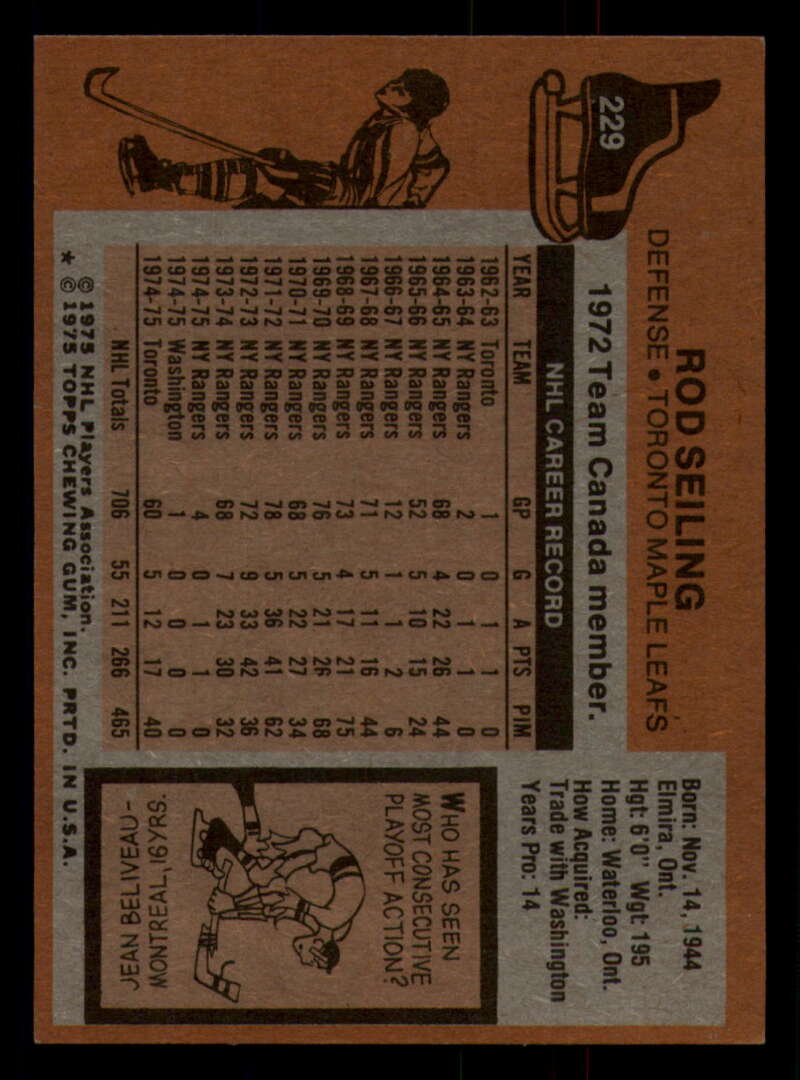 229
ROD SEILING
DEFENSE • TORONTO MAPLE LEAFS
1972 Team Canada member.
NHL CAREER RECORD
YEAR TEAM GP G A PTS PIM
1962-63 Toronto 1 0 1 1 0
1963-64 NY Rangers 2 0 1 1 0
1964-65 NY Rangers 68 4 22 26 44
1965-66 NY Rangers 52 5 10 15 24
1966-67 NY Rangers 12 1 1 2 6
1967-68 NY Rangers 71 5 11 16 44
1968-69 NY Rangers 73 4 17 21 75
1969-70 NY Rangers 76 5 21 26 68
1970-71 NY Rangers 68 5 22 27 34
1971-72 NY Rangers 78 5 36 41 62
1972-73 NY Rangers 72 9 33 42 36
1973-74 NY Rangers 68 7 23 30 32
1974-75 NY Rangers 4 0 1 1 0
1974-75 Washington 1 0 0 0 0
1974-75 Toronto 60 5 12 17 40
NHL Totals 706 55 211 266 465
© 1975 NHL Players Association.
* © 1975 TOPPS CHEWING GUM, INC. PRTD. IN U.S.A.
Born: Nov. 14, 1944
Elmira, Ont.
Hgt: 6'0" Wgt: 195
Home: Waterloo, Ont.
How Acquired:
Trade with Washington
Years Pro: 14
WHO HAS SEEN
MOST CONSECUTIVE
PLAYOFF ACTION?
JEAN BELIVEAU-
MONTREAL, 16 YRS.